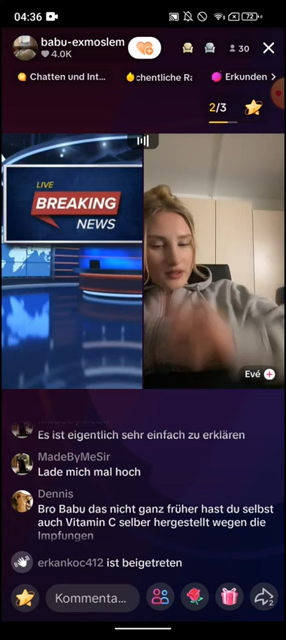 04:36
72
babu-exmoslem
4.0K
30
Chatten und Int...
chentliche Ra
Erkunden
2/3
LIVE
BREAKING
NEWS
Evé
Es ist eigentlich sehr einfach zu erklären
MadeByMeSir
Lade mich mal hoch
Dennis
Bro Babu das nicht ganz früher hast du selbst
auch Vitamin C selber hergestellt wegen die
Impfungen
erkankoc412 ist beigetreten
Kommenta...
2